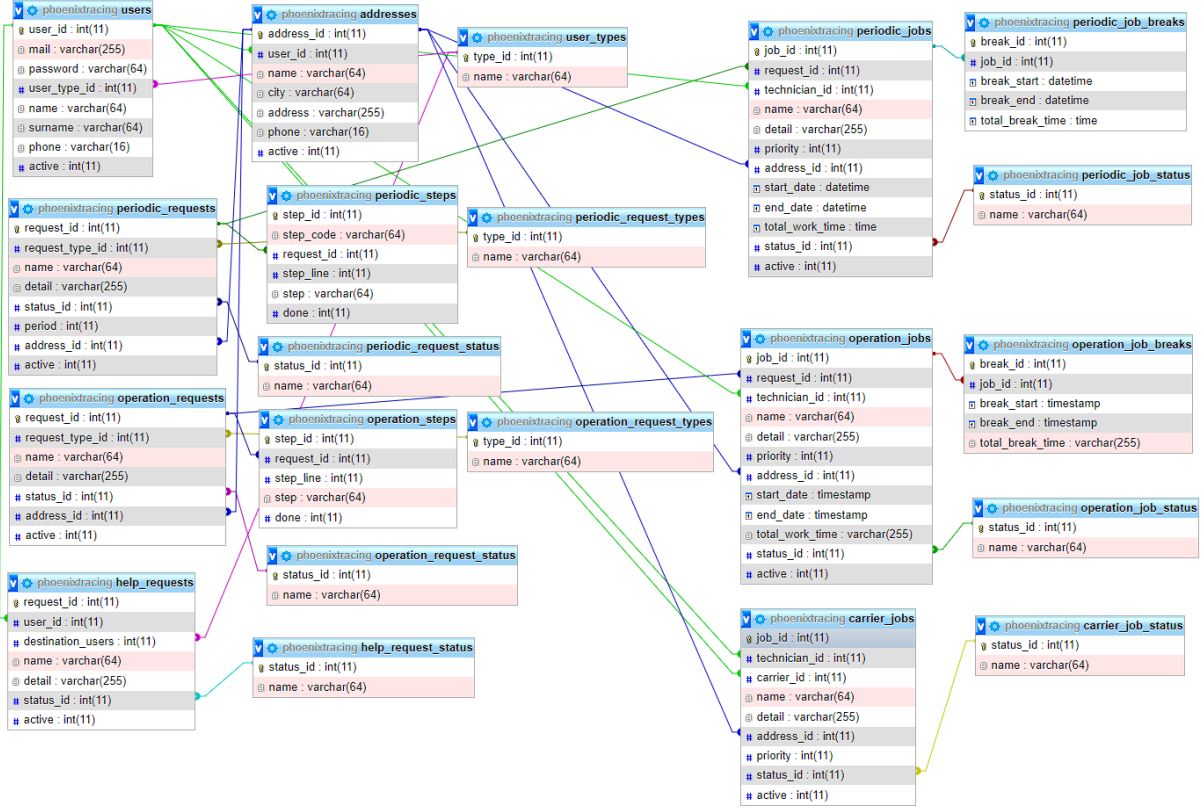 phoenixtracing users
user_id : int(11)
mail : varchar(255)
password : varchar(64)
user_type_id : int(11)
name : varchar(64)
surname : varchar(64)
phone : varchar(16)
active : int(11)
phoenixtracing addresses
address_id : int(11)
user_id : int(11)
name : varchar(64)
city : varchar(64)
address : varchar(255)
phone : varchar(16)
active : int(11)
phoenixtracing user_types
type_id : int(11)
name : varchar(64)
phoenixtracing periodic_jobs
job_id : int(11)
request_id : int(11)
technician_id : int(11)
name : varchar(64)
detail : varchar(255)
priority : int(11)
address_id : int(11)
start_date : datetime
end_date : datetime
total_work_time : time
status_id : int(11)
active : int(11)
phoenixtracing periodic_job_breaks
break_id : int(11)
job_id : int(11)
break_start : datetime
break_end : datetime
total_break_time : time
phoenixtracing periodic_job_status
status_id : int(11)
name : varchar(64)
phoenixtracing periodic_requests
request_id : int(11)
request_type_id : int(11)
name : varchar(64)
detail : varchar(255)
status_id : int(11)
period : int(11)
address_id : int(11)
active : int(11)
phoenixtracing periodic_steps
step_id : int(11)
step_code : varchar(64)
request_id : int(11)
step_line : int(11)
step : varchar(64)
done : int(11)
phoenixtracing periodic_request_types
type_id : int(11)
name : varchar(64)
phoenixtracing periodic_request_status
status_id : int(11)
name : varchar(64)
phoenixtracing operation_jobs
job_id : int(11)
request_id : int(11)
technician_id : int(11)
name : varchar(64)
detail : varchar(255)
priority : int(11)
address_id : int(11)
start_date : timestamp
end_date : timestamp
total_work_time : varchar(255)
status_id : int(11)
active : int(11)
phoenixtracing operation_job_breaks
break_id : int(11)
job_id : int(11)
break_start : timestamp
break_end : timestamp
total_break_time : varchar(255)
phoenixtracing operation_requests
request_id : int(11)
request_type_id : int(11)
name : varchar(64)
detail : varchar(255)
status_id : int(11)
address_id : int(11)
active : int(11)
phoenixtracing operation_steps
step_id : int(11)
request_id : int(11)
step_line : int(11)
step : varchar(64)
done : int(11)
phoenixtracing operation_request_types
type_id : int(11)
name : varchar(64)
phoenixtracing operation_job_status
status_id : int(11)
name : varchar(64)
phoenixtracing operation_request_status
status_id : int(11)
name : varchar(64)
phoenixtracing help_requests
request_id : int(11)
user_id : int(11)
destination_users : int(11)
name : varchar(64)
detail : varchar(255)
status_id : int(11)
active : int(11)
phoenixtracing help_request_status
status_id : int(11)
name : varchar(64)
phoenixtracing carrier_jobs
job_id : int(11)
technician_id : int(11)
carrier_id : int(11)
name : varchar(64)
detail : varchar(255)
address_id : int(11)
priority : int(11)
status_id : int(11)
active : int(11)
phoenixtracing carrier_job_status
status_id : int(11)
name : varchar(64)